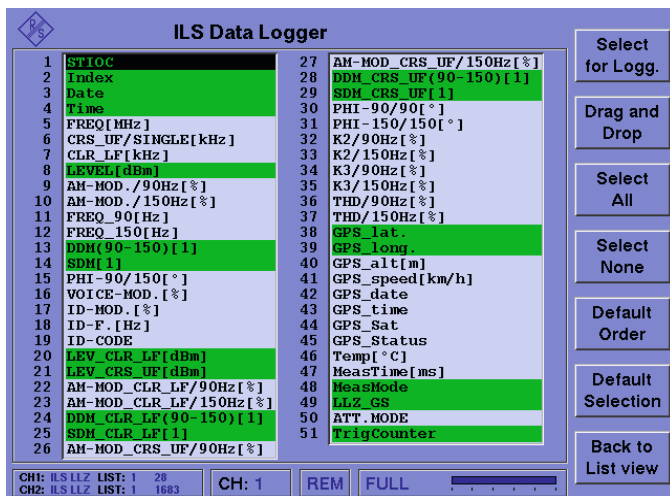 R/S
ILS Data Logger
1 STIOC
2 Index
3 Date
4 Time
5 FREQ[MHz]
6 CRS_UF/SINGLE[kHz]
7 CLR_LF[kHz]
8 LEVEL[dBm]
9 AM-MOD./90Hz[%]
10 AM-MOD./150Hz[%]
11 FREQ_90[Hz]
12 FREQ_150[Hz]
13 DDM(90-150)[1]
14 SDM[1]
15 PHI-90/150[°]
16 VOICE-MOD.[%]
17 ID-MOD.[%]
18 ID-F.[Hz]
19 ID-CODE
20 LEV_CLR_LF[dBm]
21 LEV_CRS_UF[dBm]
22 AM-MOD_CLR_LF/90Hz[%]
23 AM-MOD_CLR_LF/150Hz[%]
24 DDM_CLR_LF(90-150)[1]
25 SDM_CLR_LF[1]
26 AM-MOD_CRS_UF/90Hz[%]
27 AM-MOD_CRS_UF/150Hz[%]
28 DDM_CRS_UF(90-150)[1]
29 SDM_CRS_UF[1]
30 PHI-90/90[°]
31 PHI-150/150[°]
32 K2/90Hz[%]
33 K2/150Hz[%]
34 K3/90Hz[%]
35 K3/150Hz[%]
36 THD/90Hz[%]
37 THD/150Hz[%]
38 GPS_lat.
39 GPS_long.
40 GPS_alt[m]
41 GPS_speed[km/h]
42 GPS_date
43 GPS_time
44 GPS_Sat
45 GPS_Status
46 Temp[°C]
47 MeasTime[ms]
48 MeasMode
49 LLZ_GS
50 ATT.MODE
51 TrigCounter
Select
for Logg.
Drag and
Drop
Select
All
Select
None
Default
Order
Default
Selection
Back to
List view
CH1: ILS LLZ LIST: 1 28
CH2: ILS LLZ LIST: 1 1683
CH: 1
REM
FULL